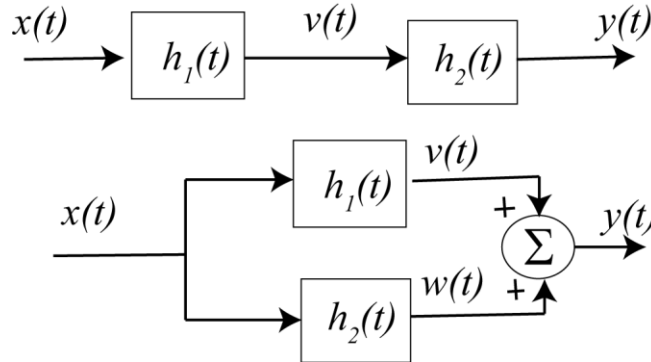 x(t) v(t) y(t)
h₁(t) h₂(t)
v(t)
h₁(t)
x(t) + Σ y(t)
+
w(t)
h₂(t)